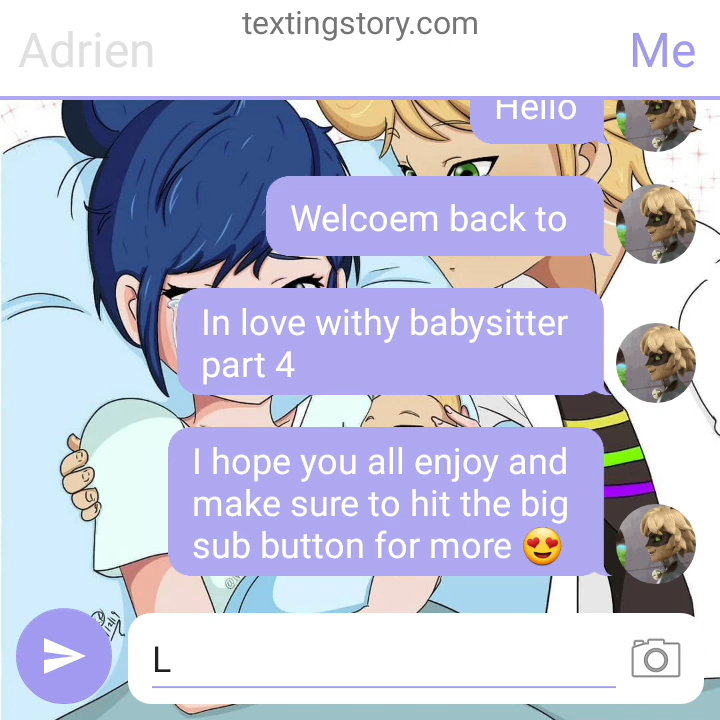 textingstory.com
Adrien
Me
Hello
Welcoem back to
In love withy babysitter
part 4
I hope you all enjoy and
make sure to hit the big
sub button for more 😍
L